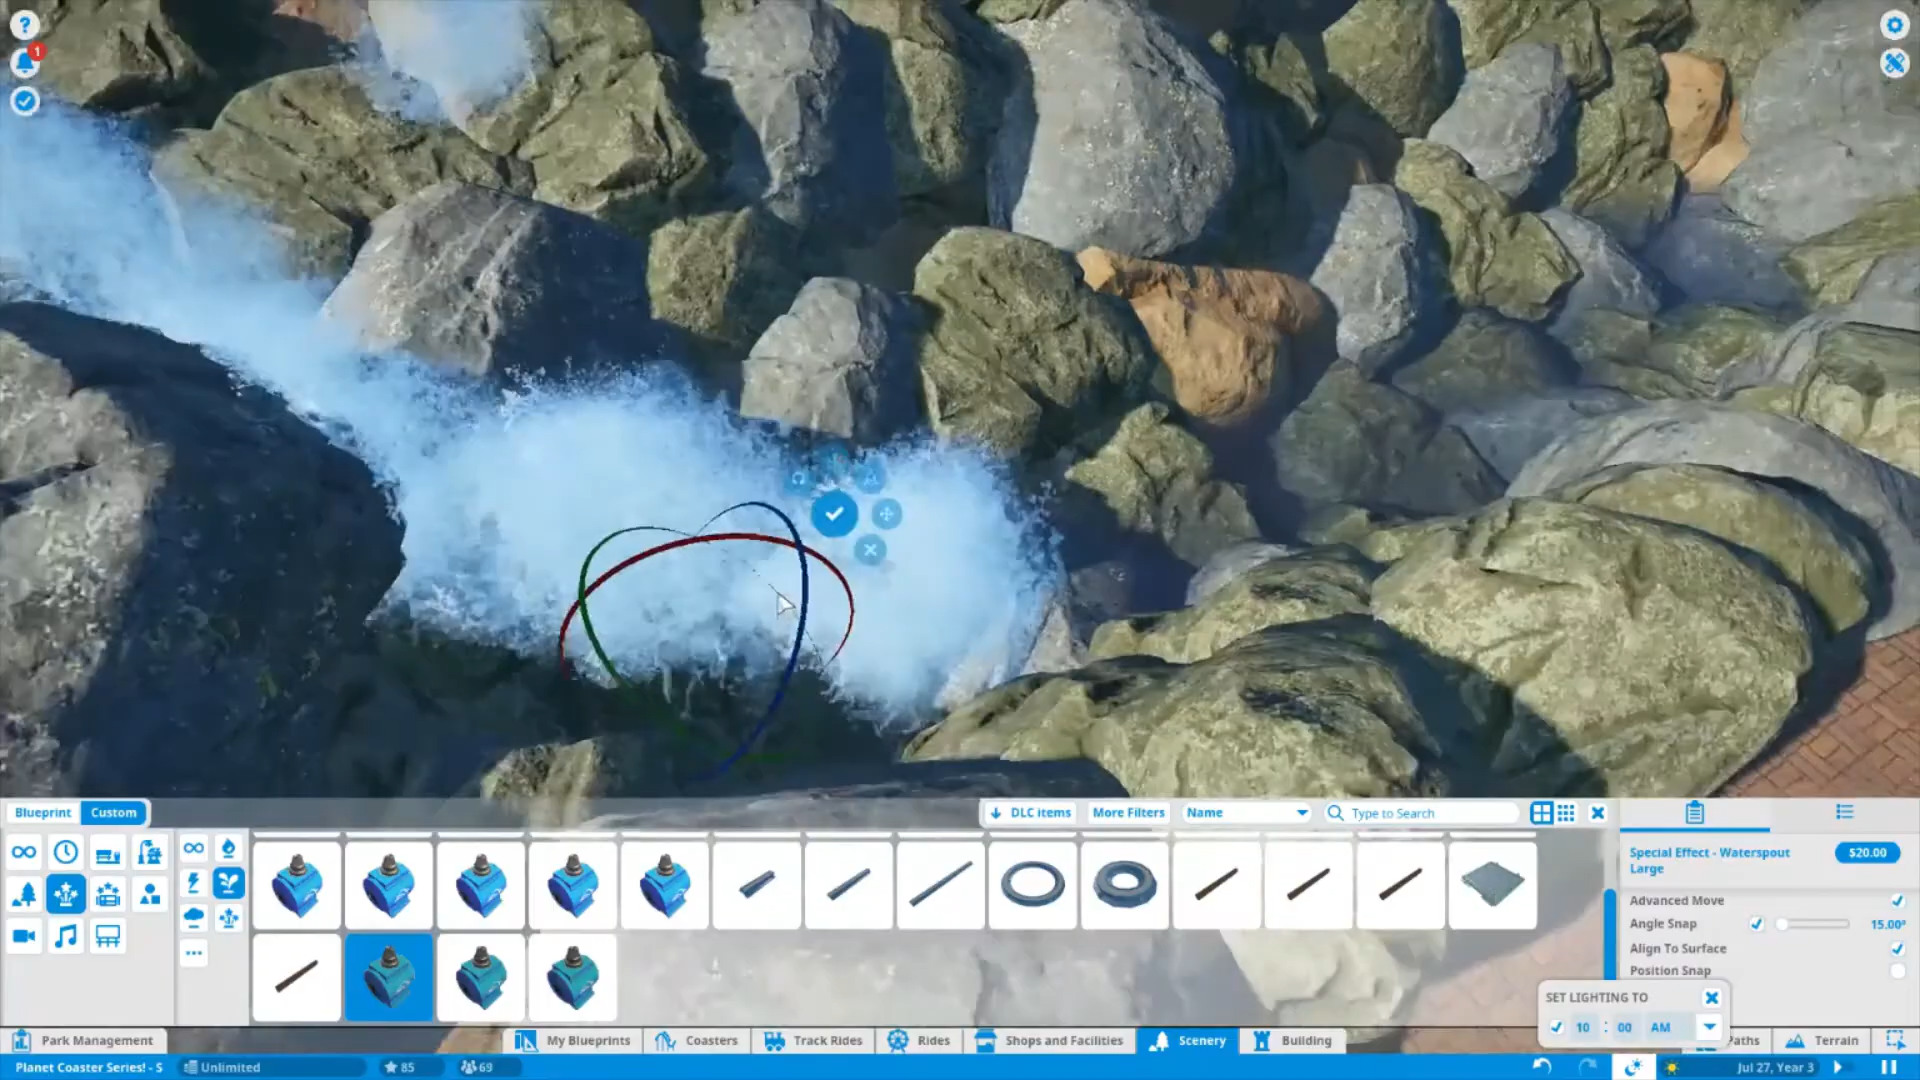 ?
1
Blueprint
Custom
DLC items
More Filters
Name
Type to Search
Special Effect - Waterspout
Large
$20.00
Advanced Move
Angle Snap
15.00°
Align To Surface
Position Snap
SET LIGHTING TO
10 : 00 AM
Park Management
My Blueprints
Coasters
Track Rides
Rides
Shops and Facilities
Scenery
Building
Paths
Terrain
Planet Coaster Series! - S
Unlimited
85
69
Jul 27, Year 3